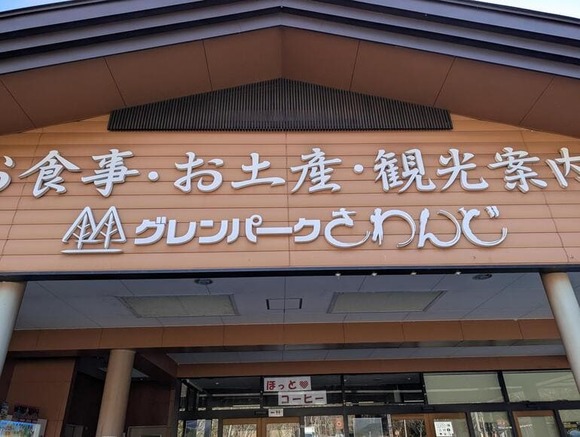 お食事・お土産・観光案内
グレンパークさわんど
ほっと♥
コーヒー